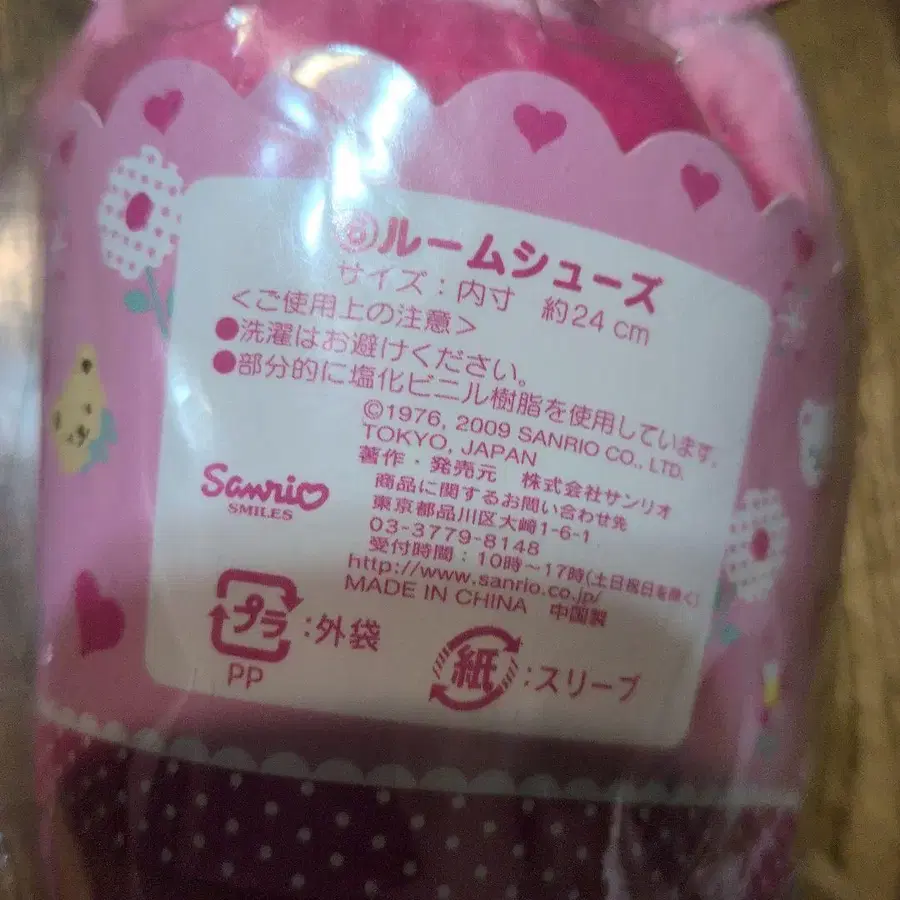 ルームシューズ
サイズ：内寸　約24 cm
＜ご使用上の注意＞
●洗濯はお避けください。
●部分的に塩化ビニル樹脂を使用しています。
©1976, 2009 SANRIO CO., LTD.
TOKYO, JAPAN
著作・発売元　株式会社サンリオ
商品に関するお問い合わせ先
東京都品川区大崎1-6-1
03-3779-8148
受付時間：10時～17時(土日祝日を除く)
http://www.sanrio.co.jp/
MADE IN CHINA　中国製
Sanrio
SMILES
プラ：外袋
PP
紙：スリーブ